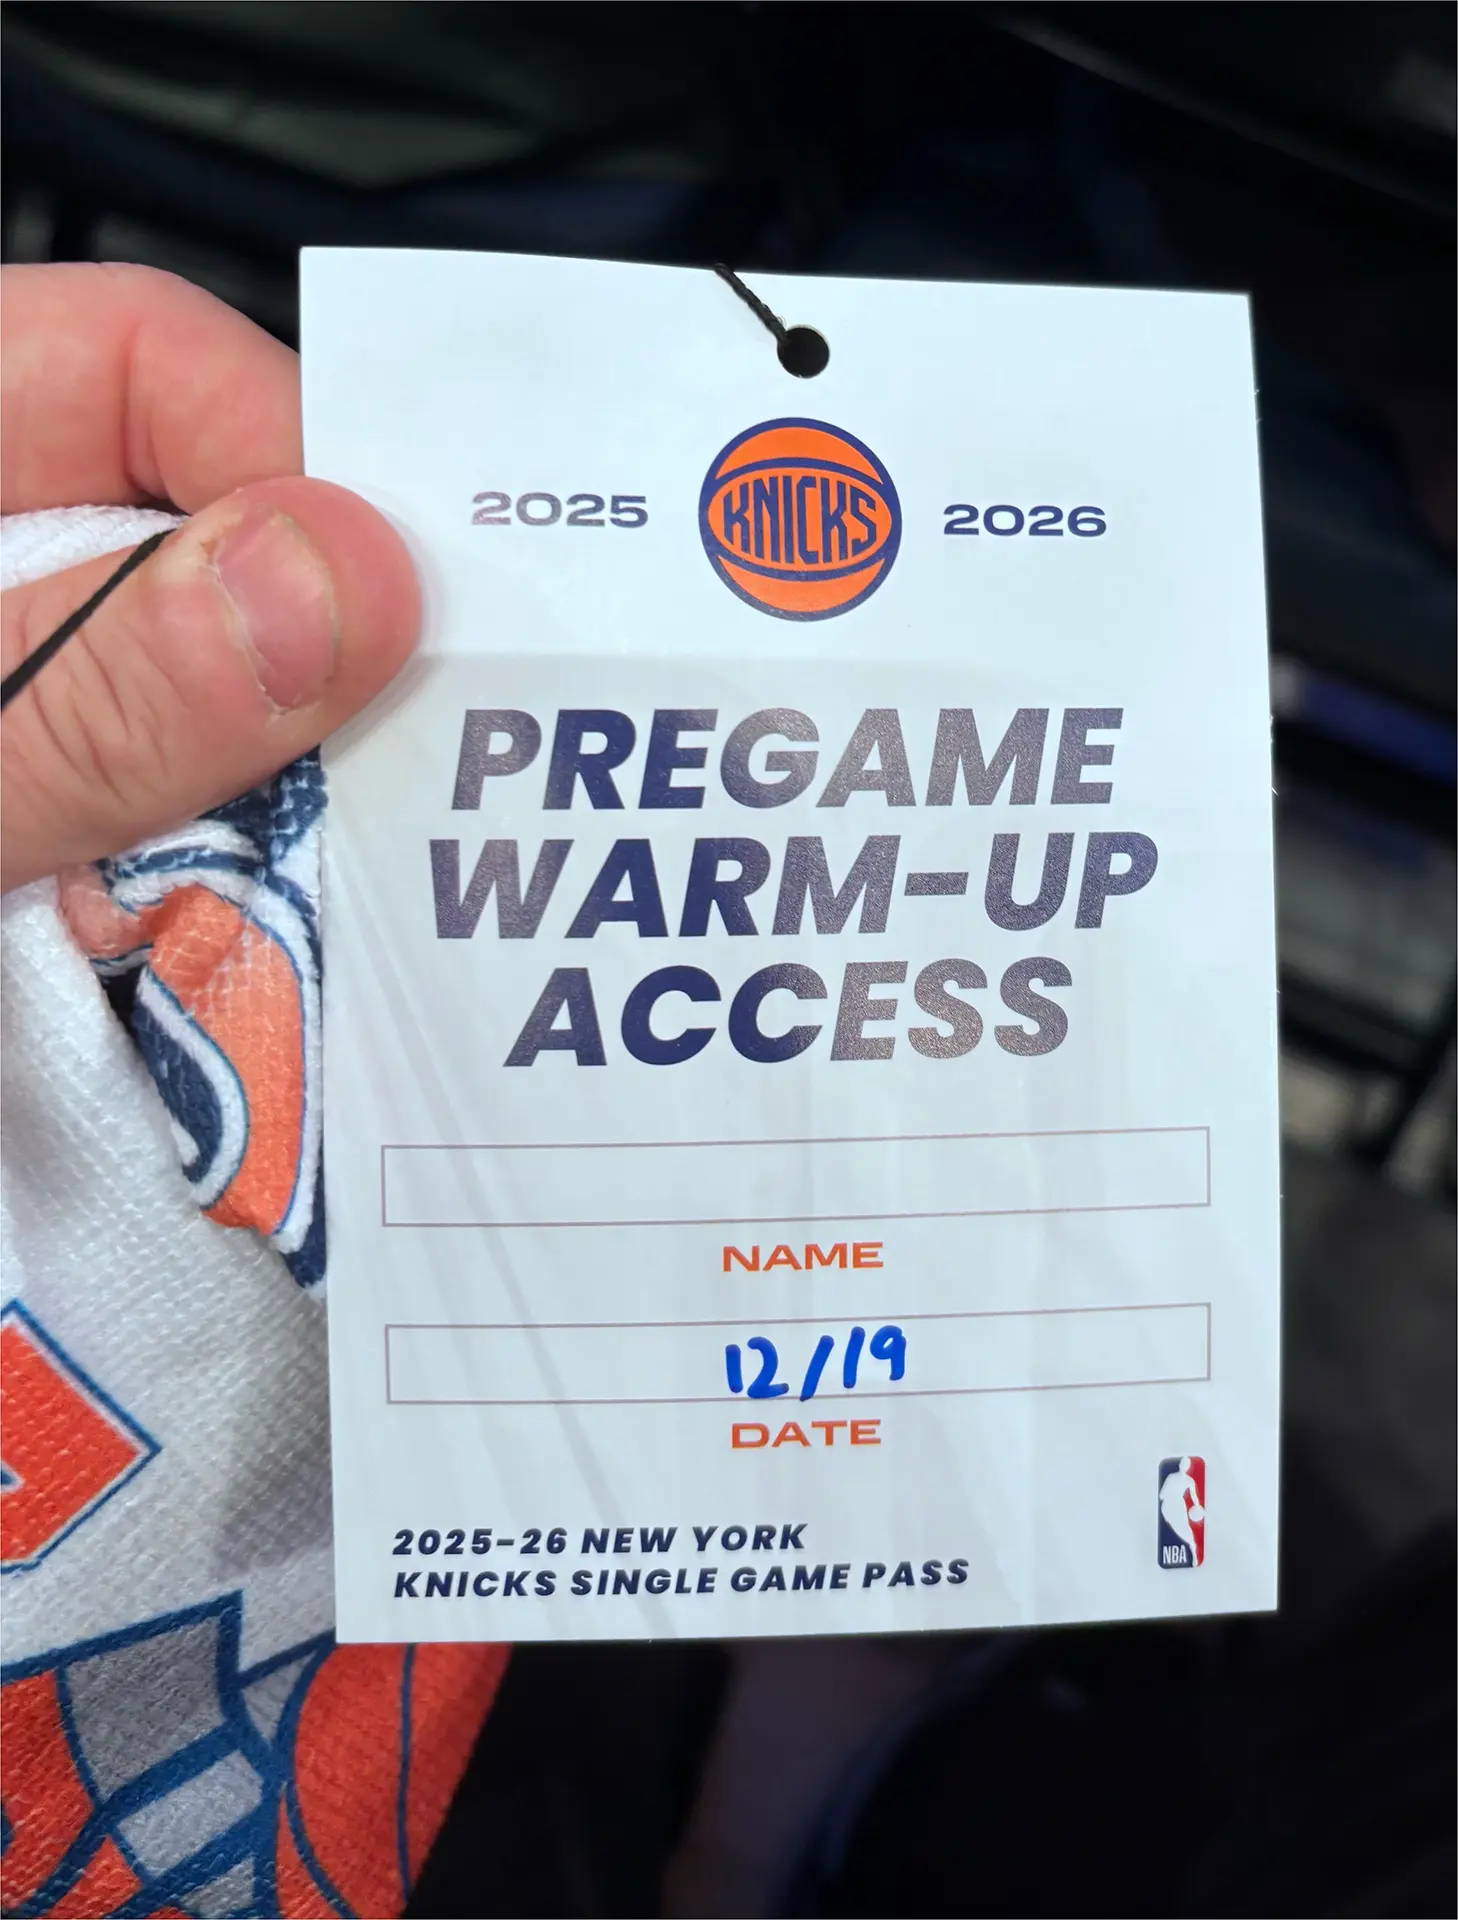 2025 KNICKS 2026
PREGAME
WARM-UP
ACCESS
NAME
12/19
DATE
NBA
2025-26 NEW YORK
KNICKS SINGLE GAME PASS